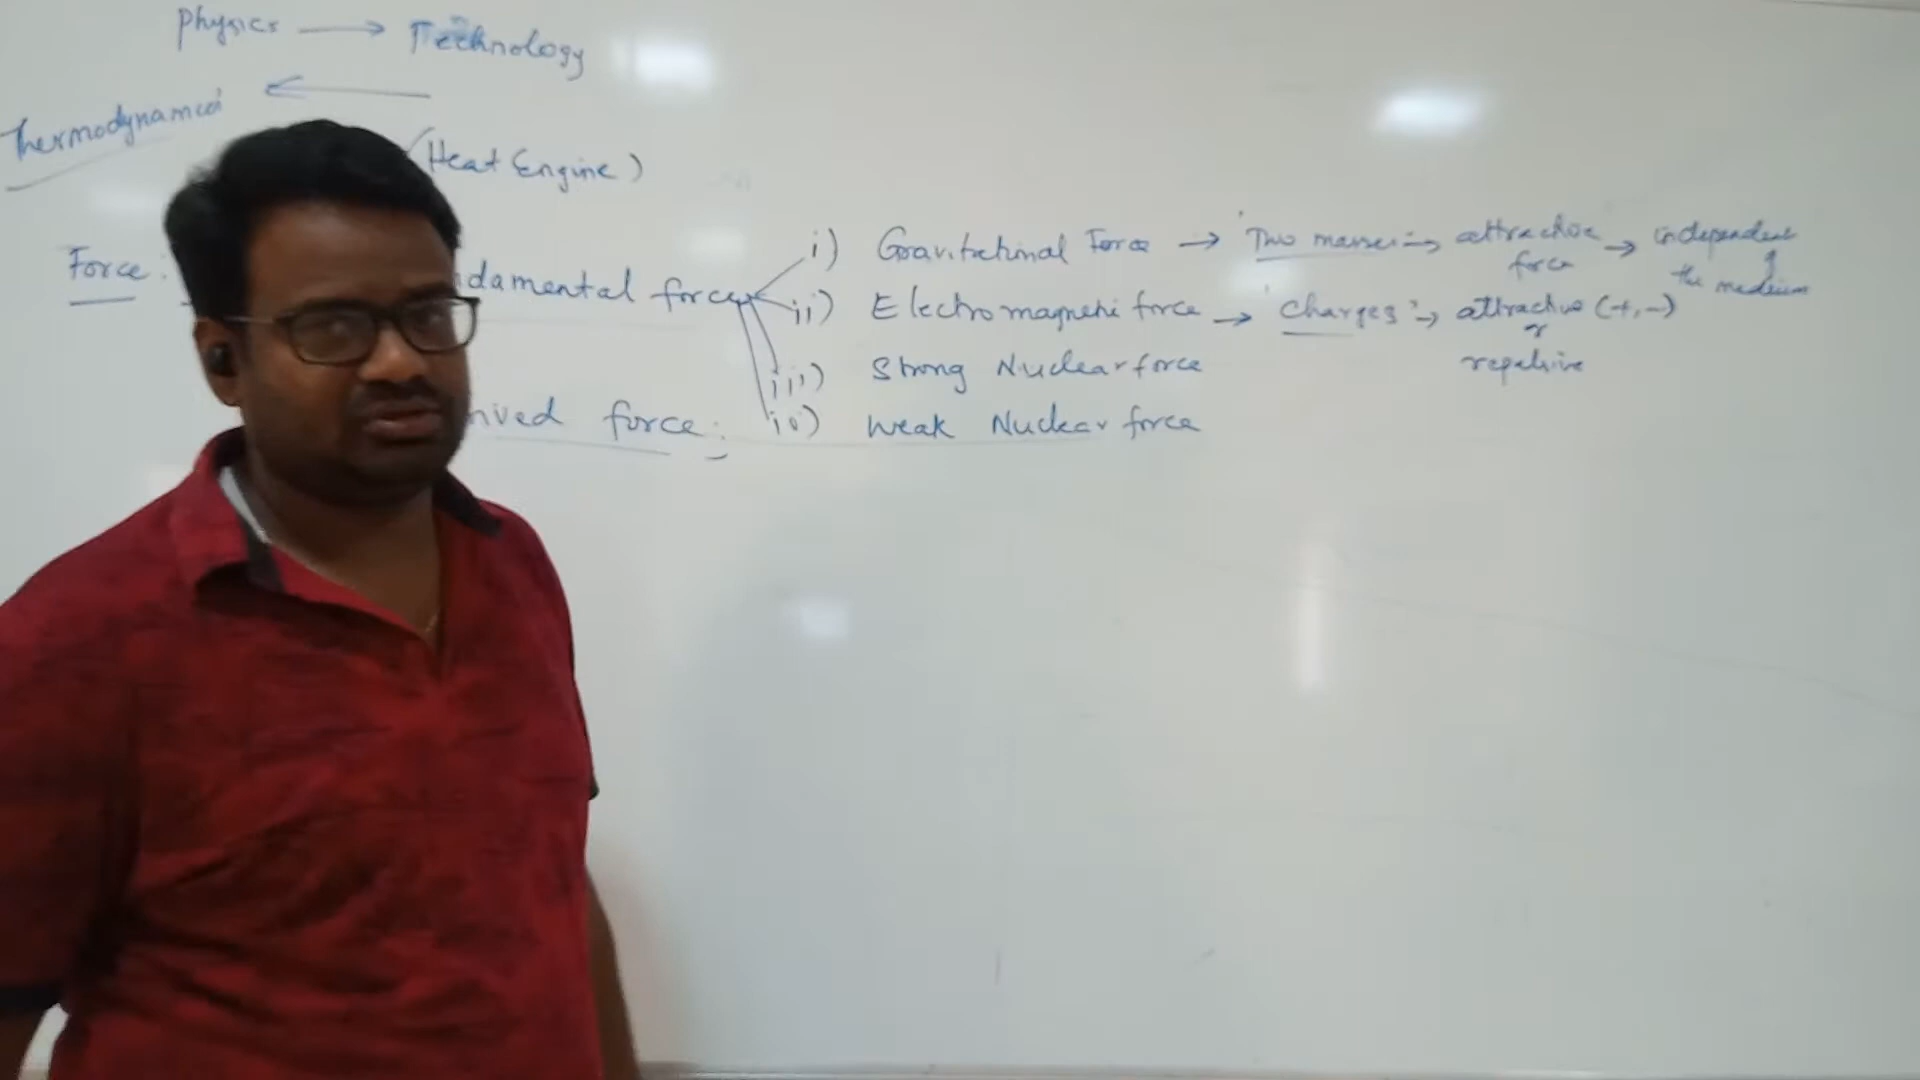 Physics → Technology
Thermodynamics ←
(Heat Engine)
Force: damental force i) Gravitational Force → Two masses → attractive force → independent of the medium
ii) Electromagnetic force → Charges → attractive (+, -) or repulsive
iii) Strong Nuclear force
ived force: iv) Weak Nuclear force